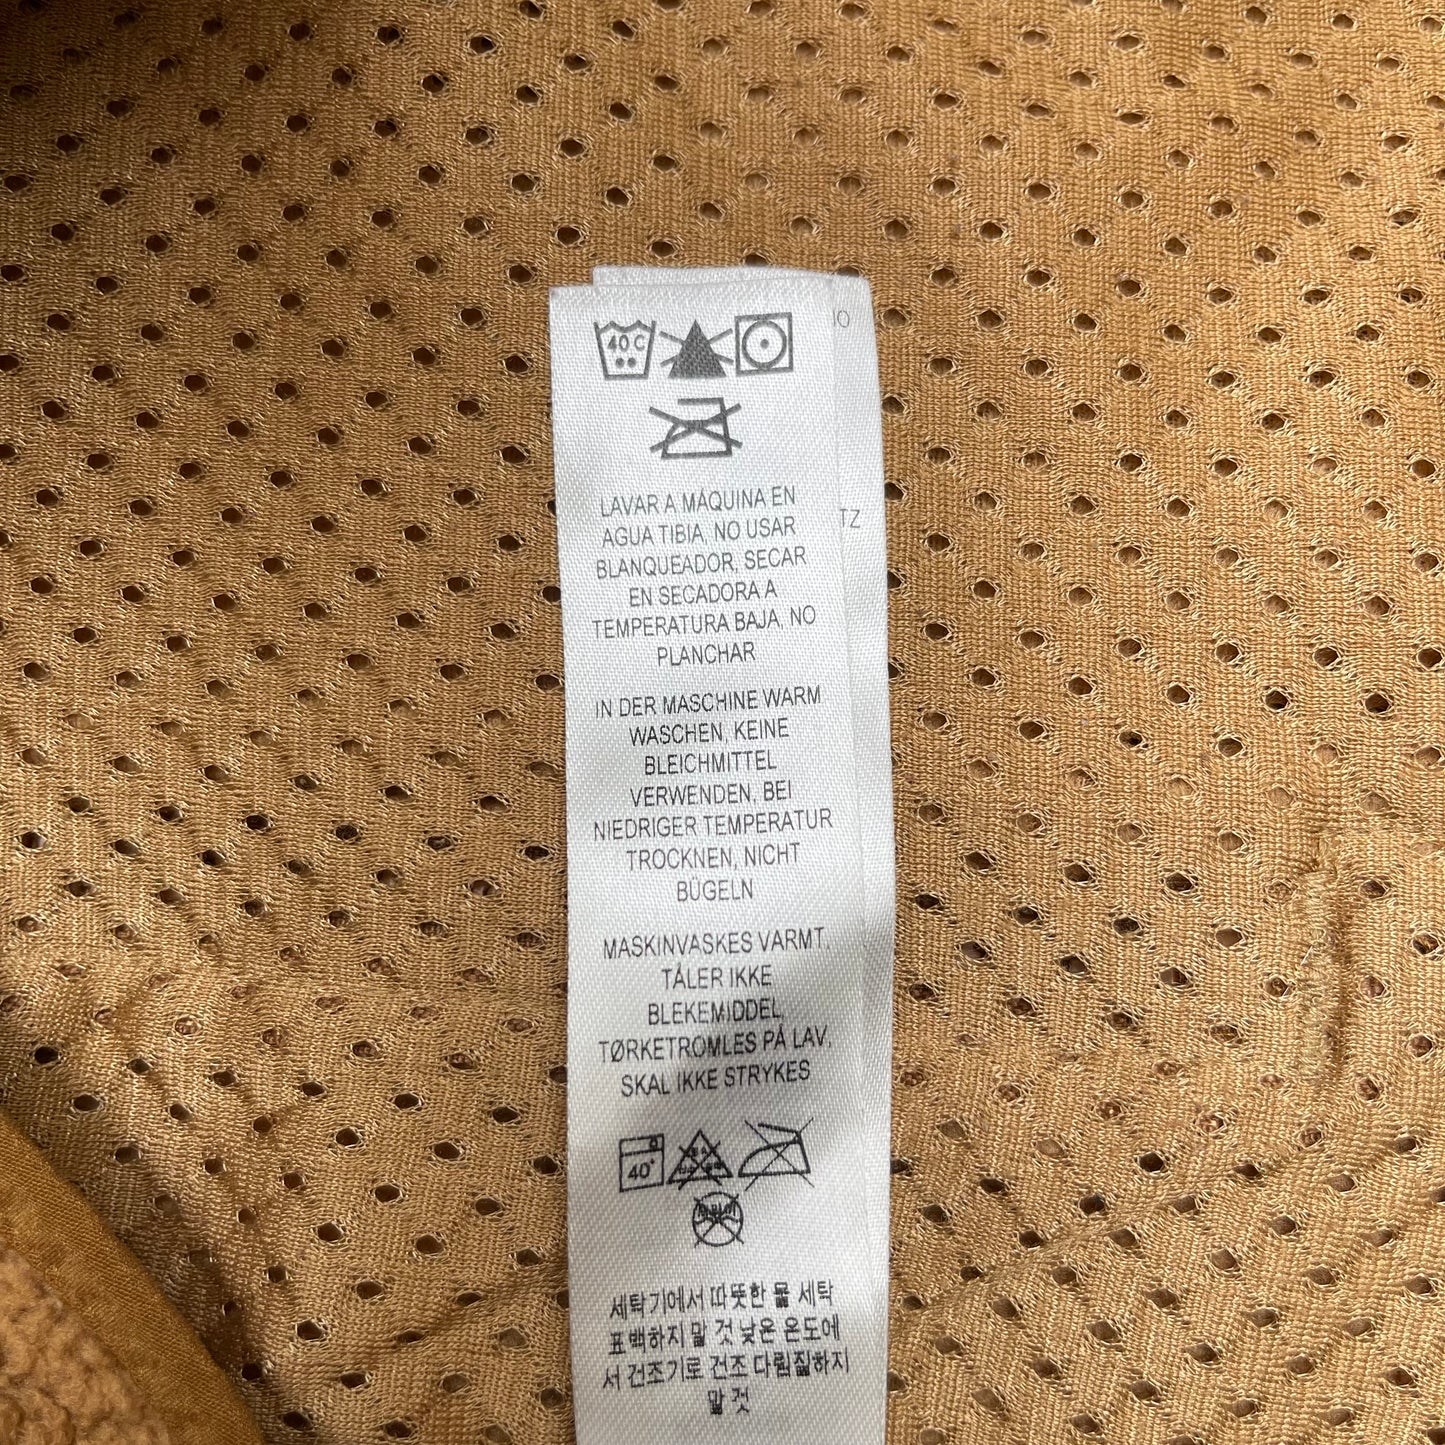 40 C
IO
LAVAR A MÁQUINA EN
AGUA TIBIA, NO USAR
TZ
BLANQUEADOR, SECAR
EN SECADORA A
TEMPERATURA BAJA, NO
PLANCHAR
IN DER MASCHINE WARM
WASCHEN, KEINE
BLEICHMITTEL
VERWENDEN, BEI
NIEDRIGER TEMPERATUR
TROCKNEN, NICHT
BÜGELN
MASKINVASKES VARMT,
TÅLER IKKE
BLEKEMIDDEL,
TØRKETROMLES PÅ LAV,
SKAL IKKE STRYKES
40°
세탁기에서 따뜻한 물 세탁
표백하지 말 것 낮은 온도에
서 건조기로 건조 다림질하지
말 것